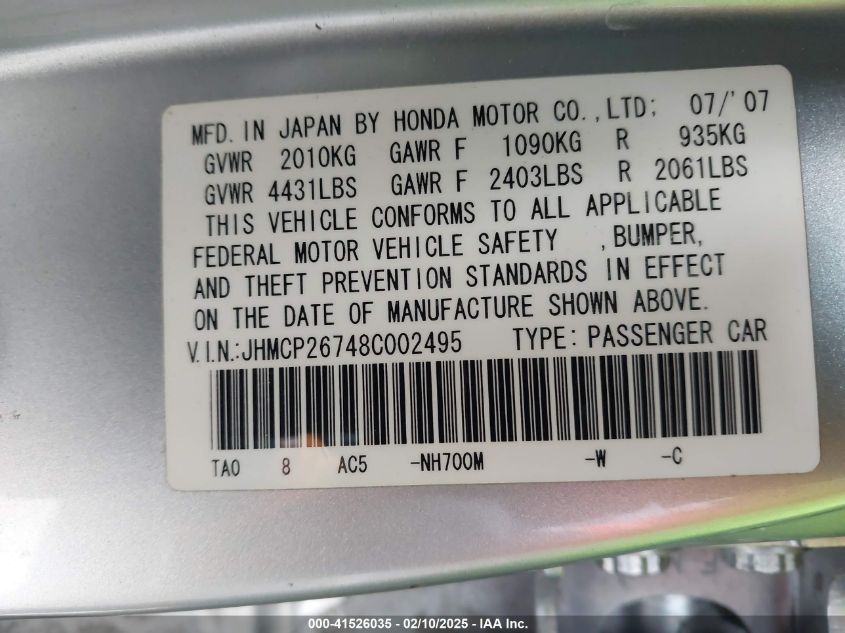 MFD. IN JAPAN BY HONDA MOTOR CO.,LTD; 07/'07
GVWR 2010KG GAWR F 1090KG R 935KG
GVWR 4431LBS GAWR F 2403LBS R 2061LBS
THIS VEHICLE CONFORMS TO ALL APPLICABLE
FEDERAL MOTOR VEHICLE SAFETY , BUMPER,
AND THEFT PREVENTION STANDARDS IN EFFECT
ON THE DATE OF MANUFACTURE SHOWN ABOVE.
V.I.N.:JHMCP26748C002495 TYPE: PASSENGER CAR
TA0 8 AC5 -NH700M -W -C
000-41526035 - 02/10/2025 - IAA Inc.